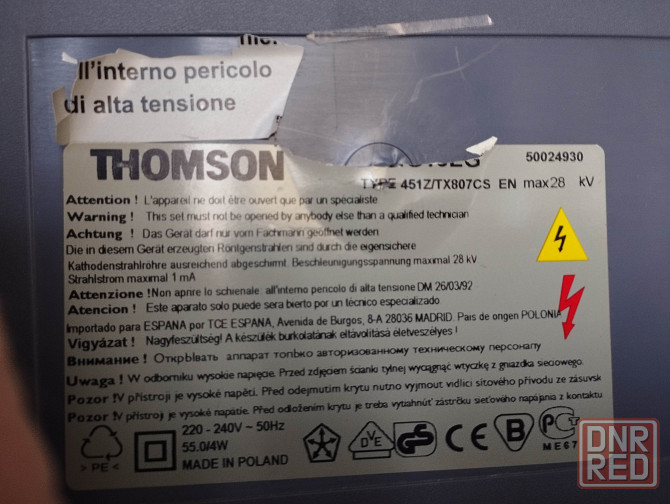 all'interno pericolo
di alta tensione
THOMSON
50024930
TYPE 451Z/TX807CS EN max28 kV
Attention ! L'appareil ne doit être ouvert que par un spécialiste
Warning ! This set must not be opened by anybody else than a qualified technician
Achtung ! Das Gerät darf nur vom Fachmann geöffnet werden
Die in diesem Gerät erzeugten Röntgenstrahlen sind durch die eigensichere
Kathodenstrahlröhre ausreichend abgeschirmt. Beschleunigungsspannung maximal 28 kV
Strahlstrom maximal 1 mA
Attenzione !Non aprire lo schienale: all'interno pericolo di alta tensione DM 26/03/92
Atencion ! Este aparato solo puede sera bierto por un técnico especializado
Importado para ESPANA por TCE ESPANA, Avenida de Burgos, 8-A 28036 MADRID. Pais de origen POLONIA
Vigyázat ! Nagyfeszültség! A készülék burkolatának eltávolítása életveszélyes !
Внимание ! Открывать аппарат только авторизованному техническому персоналу
Uwaga ! W odborniku wysokie napięcie. Przed zdjęciem ścianki tylnej wyciągnąć wtyczkę z gniazdka sieciowego.
Pozor !V přístroji je vysoké napětí. Před odejmutím krytu nutno vyjmout vidlici síťového přívodu ze zásuvk
Pozor !V prístroji je vysoké napätie. Pred odložením krytu je treba vytiahnúť zástrčku sieťového napájania z kontaktu
220 - 240V ~ 50Hz
55.0/4W
MADE IN POLAND
> PE <
DVE
GS
CE
B
PCT
ME67
DNR
RED